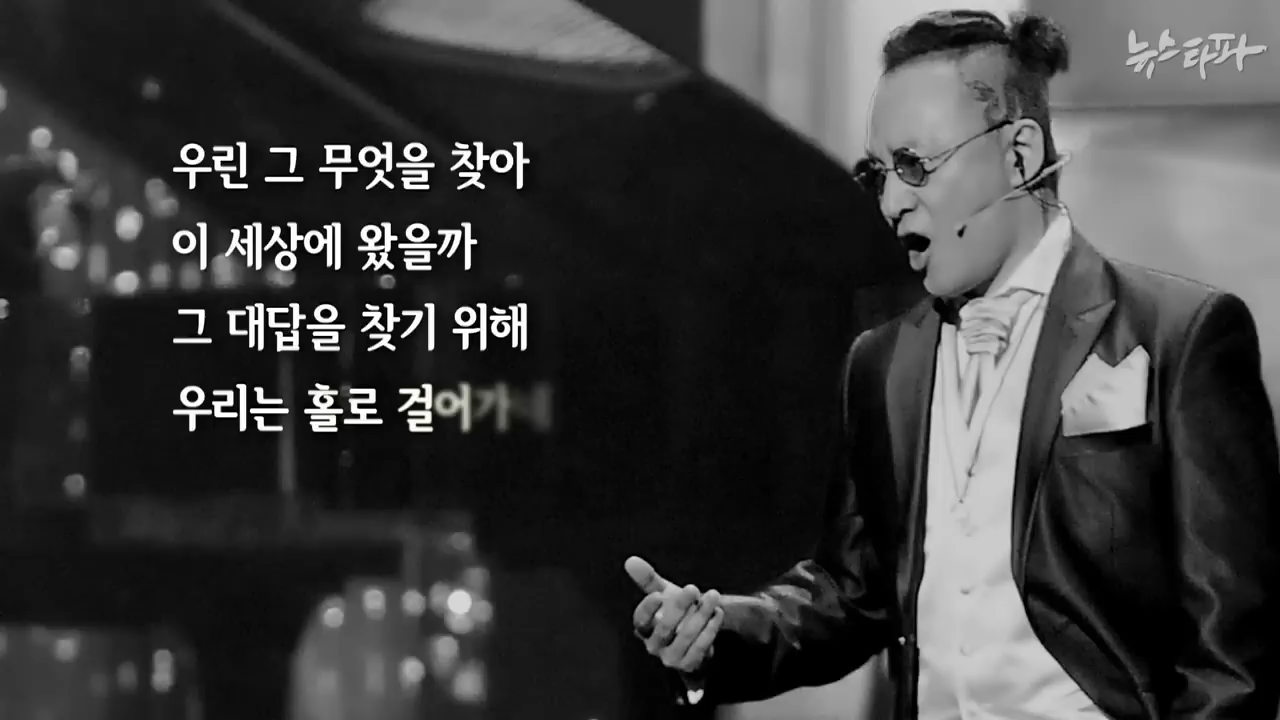 뉴스타파
우린 그 무엇을 찾아
이 세상에 왔을까
그 대답을 찾기 위해
우리는 홀로 걸어가